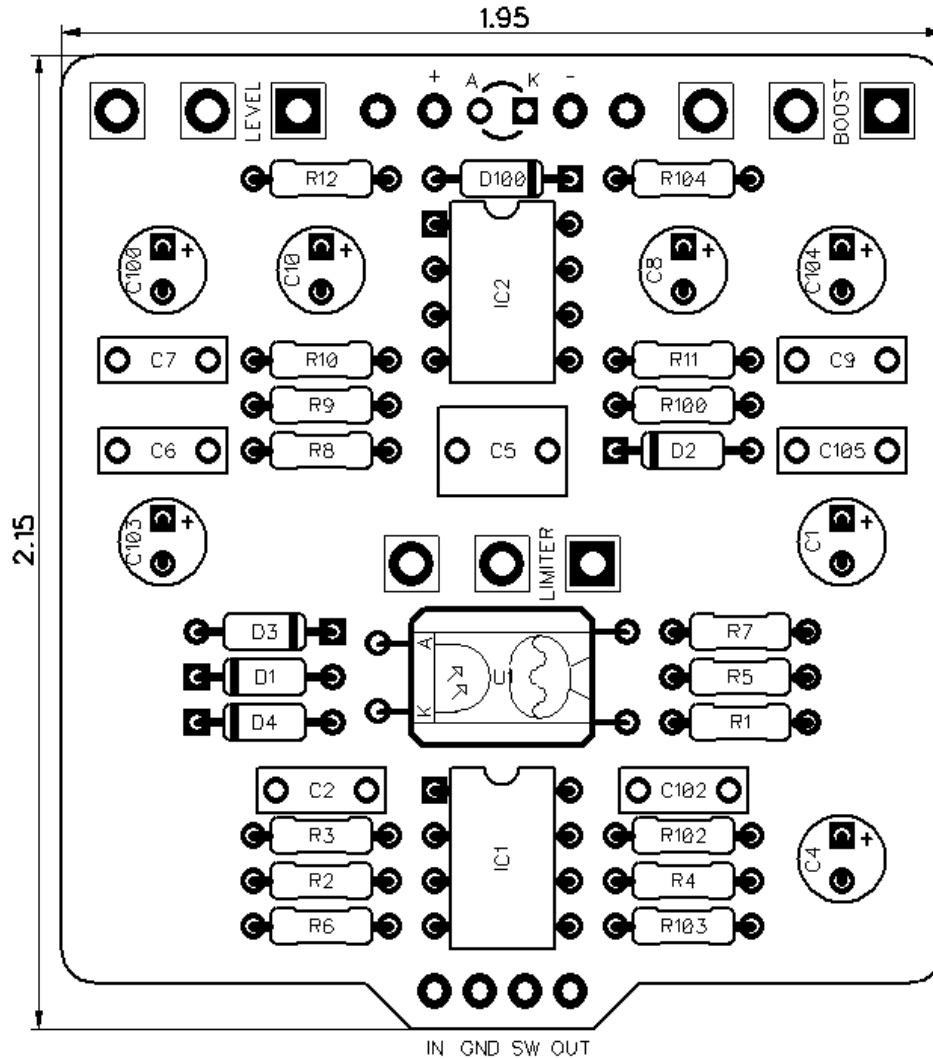 1.95
+ A K -
LEVEL BOOST
R12 D100 R104
C100 + C10 + IC2 C8 + C104 +
C7 R10 R11 C9
R9 R100
C6 R8 C5 D2 C105
2.15
C103 + LIMITER C1 +
D3 A R7
D1 U1 R5
D4 K R1
C2 C102
R3 IC1 R102 C4 +
R2 R4
R6 R103
IN GND SW OUT